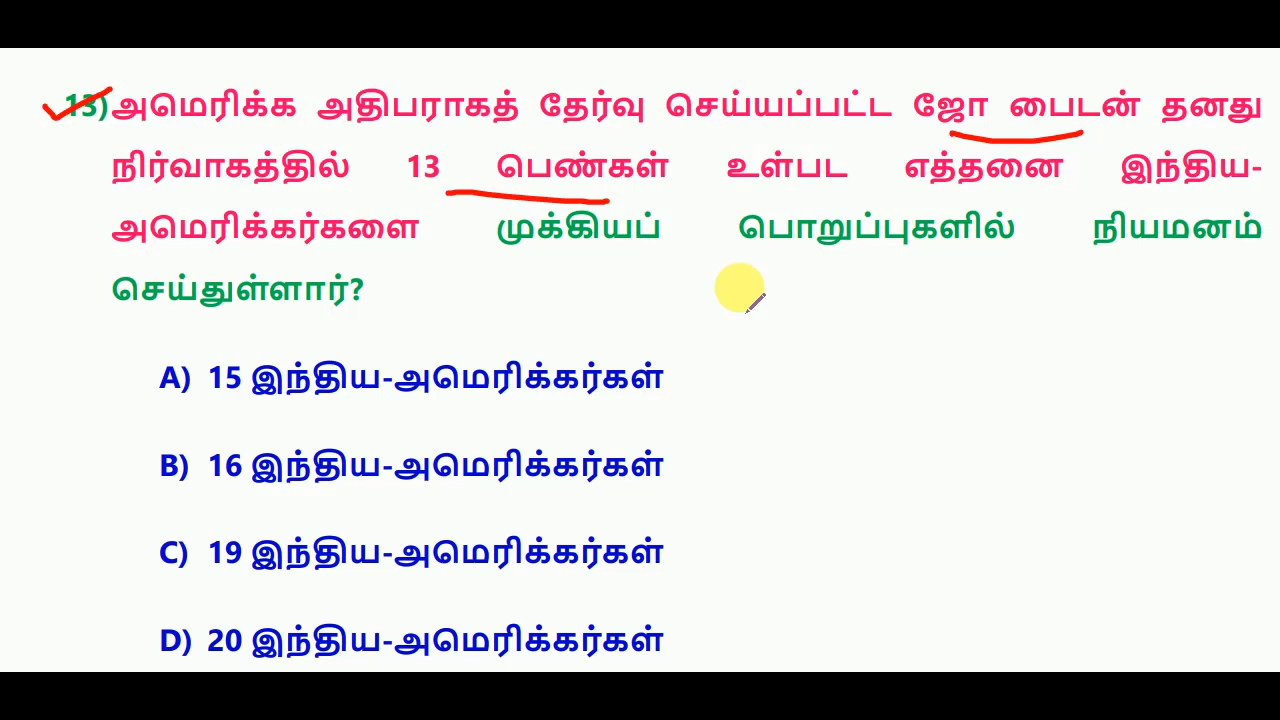 13)அமெரிக்க அதிபராகத் தேர்வு செய்யப்பட்ட ஜோ பைடன் தனது
நிர்வாகத்தில் 13 பெண்கள் உள்பட எத்தனை இந்திய-
அமெரிக்கர்களை முக்கியப் பொறுப்புகளில் நியமனம்
செய்துள்ளார்?
A) 15 இந்திய-அமெரிக்கர்கள்
B) 16 இந்திய-அமெரிக்கர்கள்
C) 19 இந்திய-அமெரிக்கர்கள்
D) 20 இந்திய-அமெரிக்கர்கள்